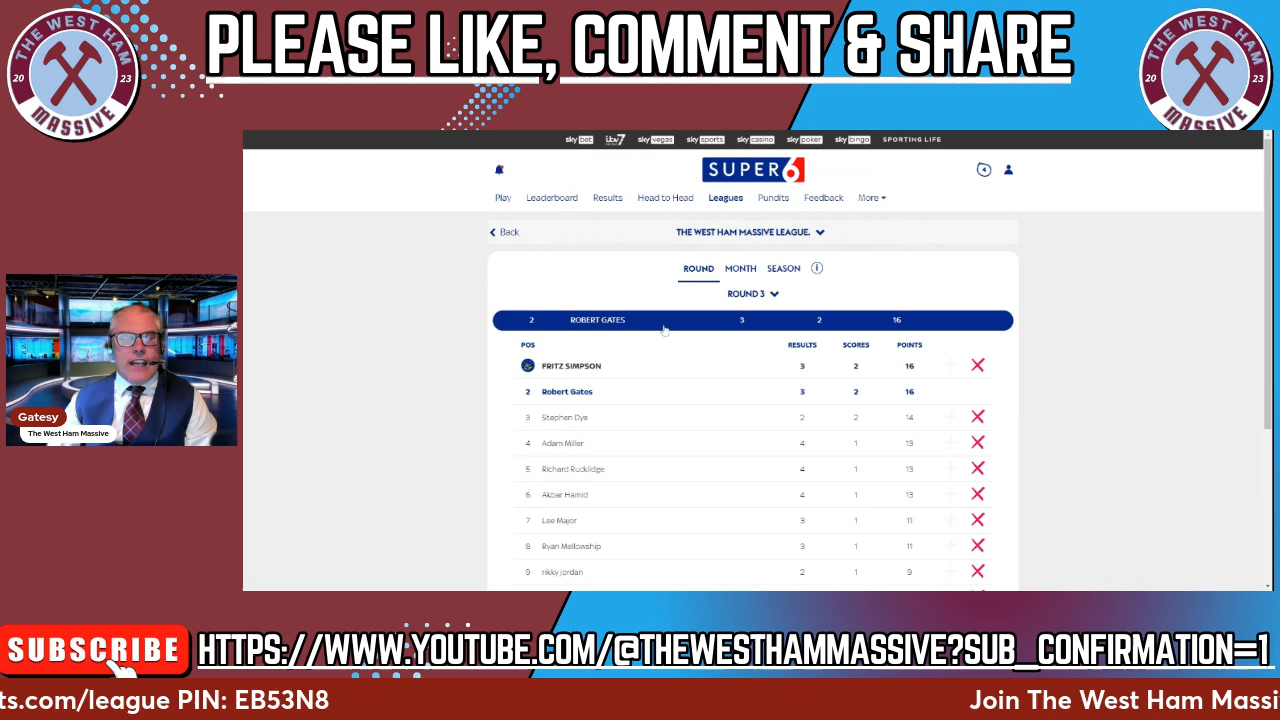 PLEASE LIKE, COMMENT & SHARE
THE WEST HAM
20 23
MASSIVE
THE WEST HAM
20 23
MASSIVE
sky bet itv7 sky vegas sky sports sky casino sky poker sky bingo SPORTING LIFE
SUPER 6
Play Leaderboard Results Head to Head Leagues Pundits Feedback More
Back THE WEST HAM MASSIVE LEAGUE.
ROUND MONTH SEASON i
ROUND 3
2 ROBERT GATES 3 2 16
POS RESULTS SCORES POINTS
FRITZ SIMPSON 3 2 16
2 Robert Gates 3 2 16
3 Stephen Dye 2 2 14
4 Adam Miller 4 1 13
5 Richard Rucklidge 4 1 13
6 Akbar Hamid 4 1 13
7 Lee Major 3 1 11
8 Ryan Mellowship 3 1 11
9 rikky jordan 2 1 9
Gatesy
The West Ham Massive
SUBSCRIBE HTTPS://WWW.YOUTUBE.COM/@THEWESTHAMMASSIVE?SUB_CONFIRMATION=1
ts.com/league PIN: EB53N8 Join The West Ham Massi